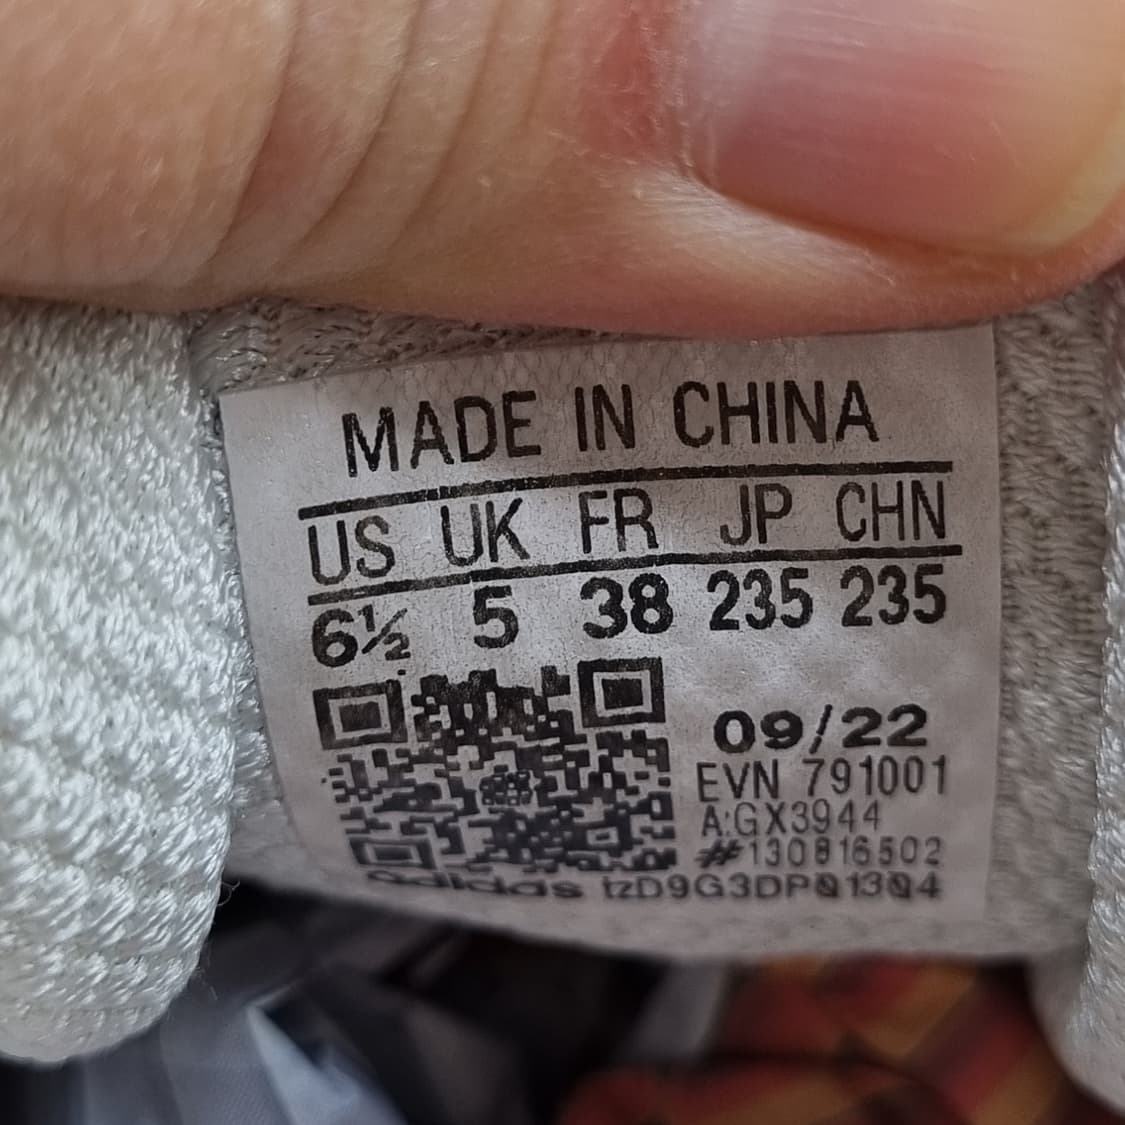 MADE IN CHINA
US UK FR JP CHN
6½ 5 38 235 235
09/22
EVN 791001
A:GX3944
#130816502
adidas tzD9G3DP01304